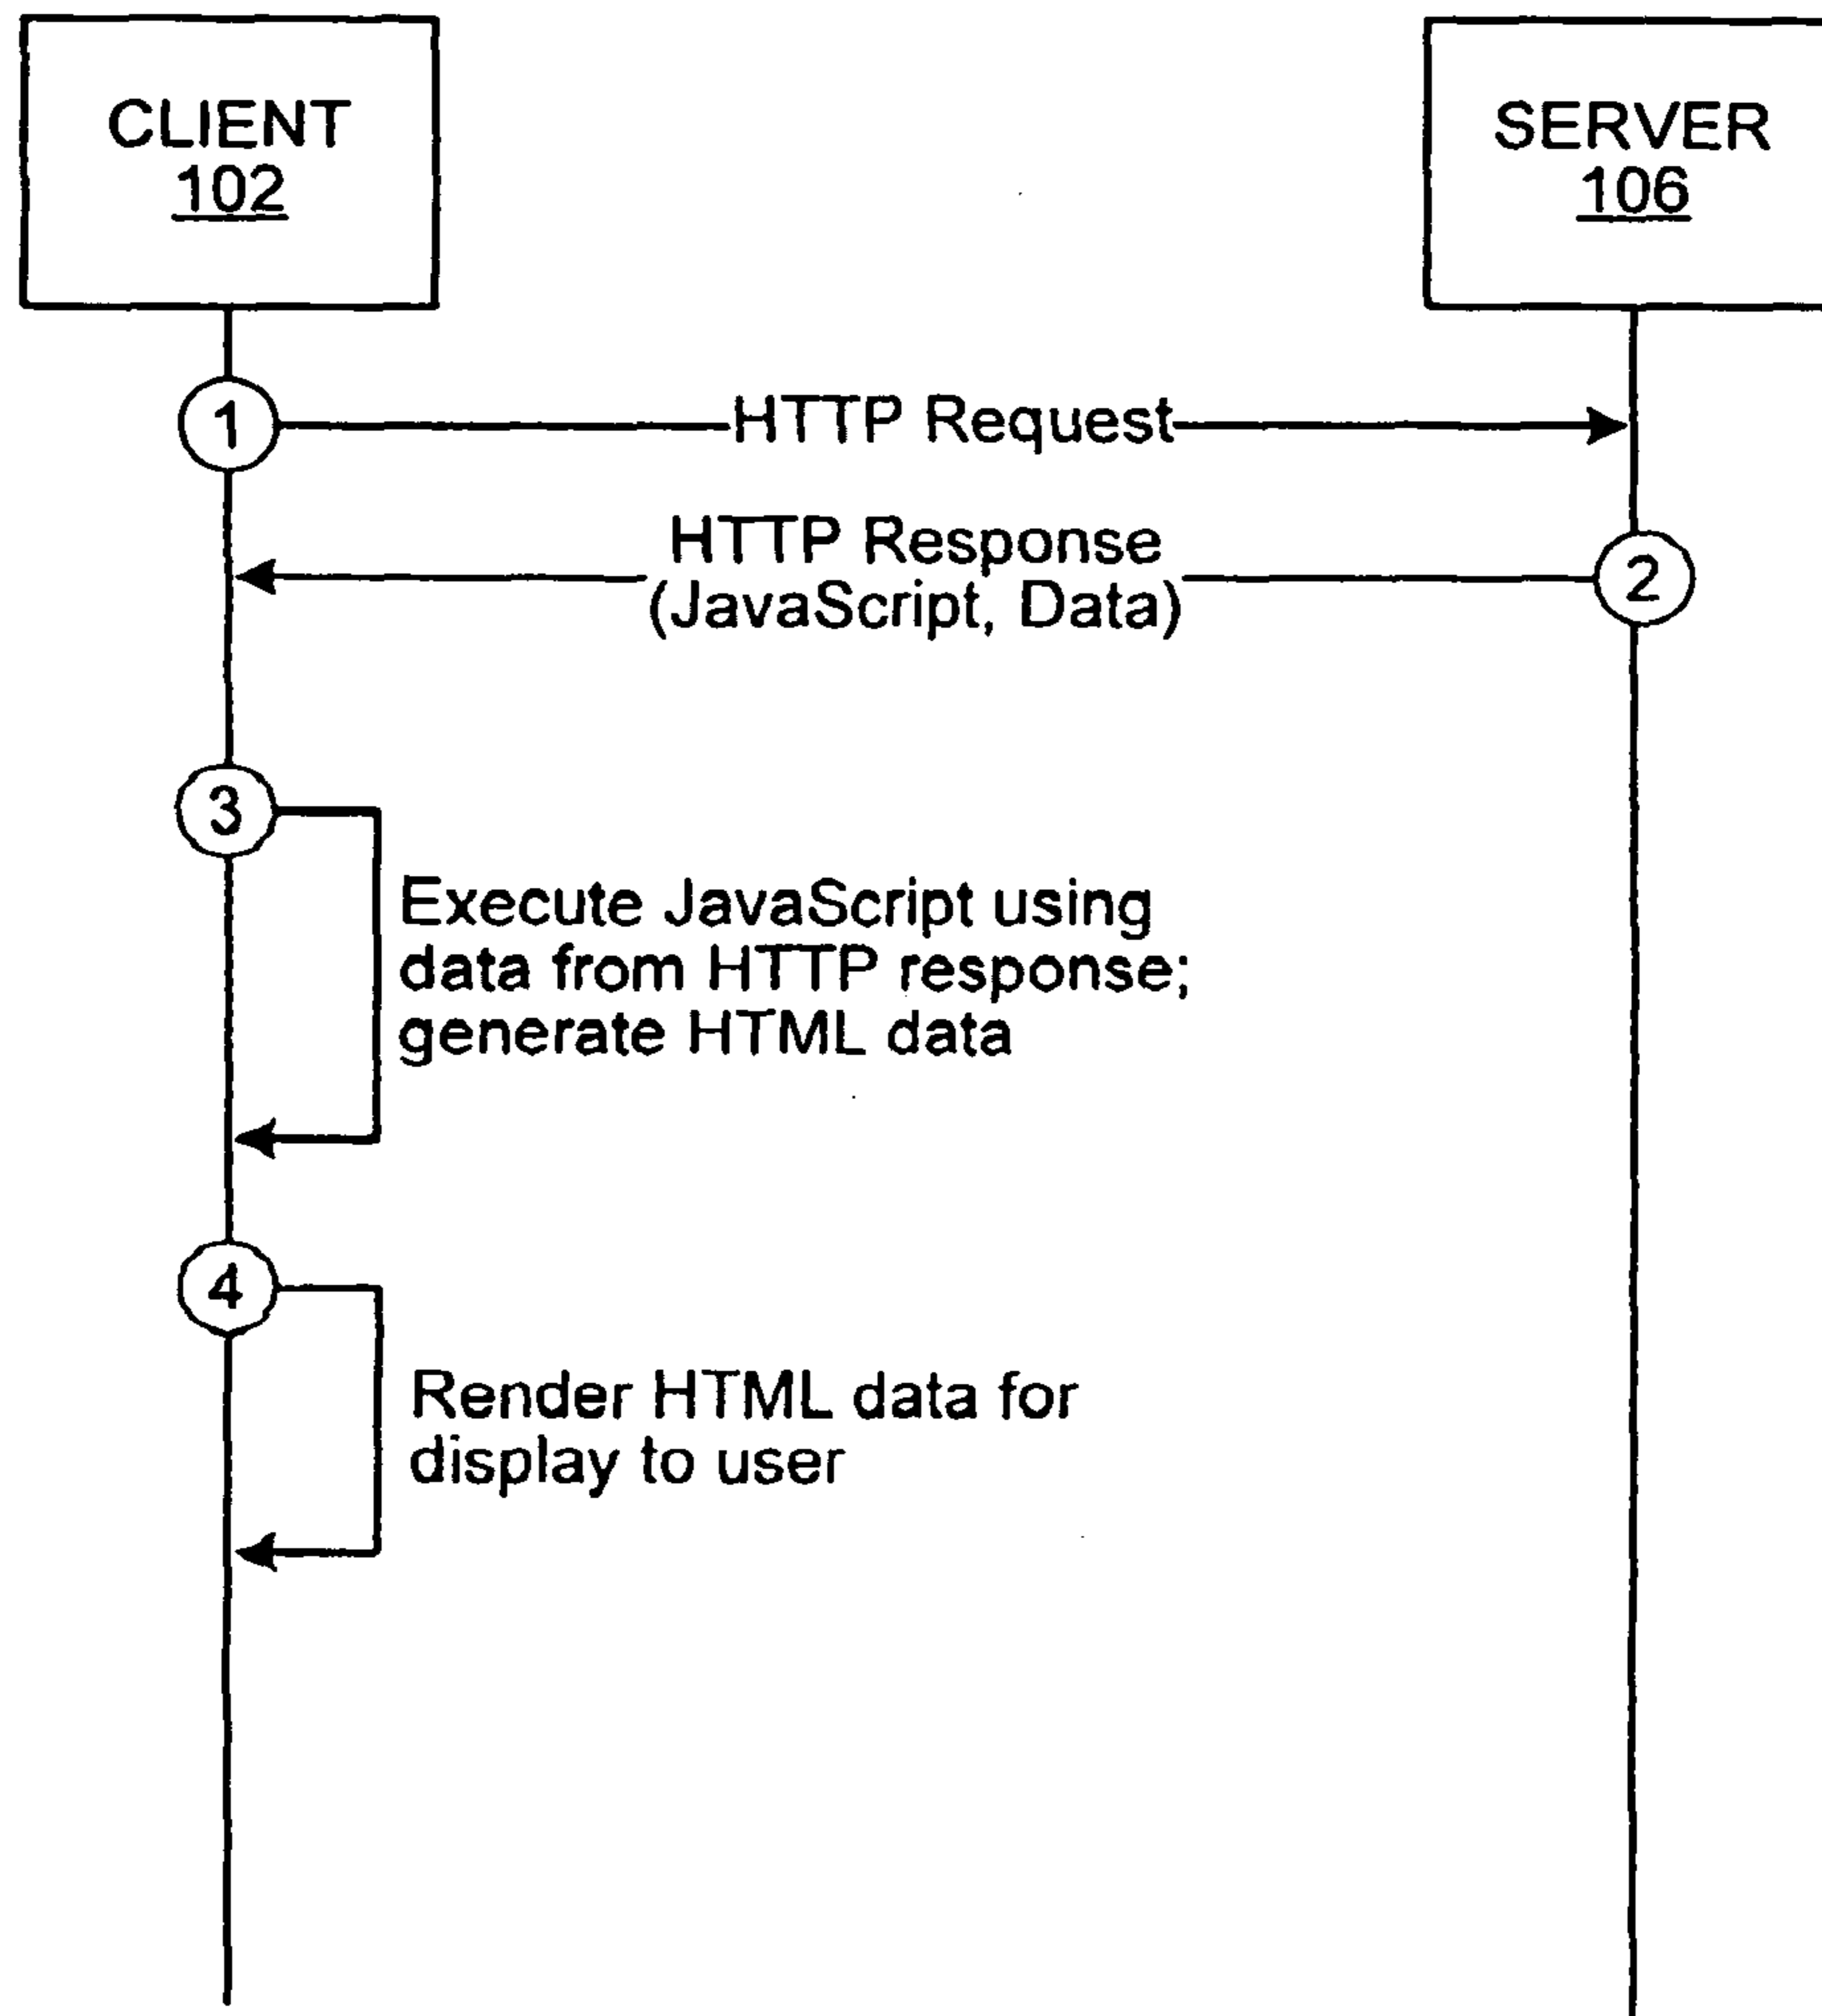 CLIENT
102
SERVER
106
1
HTTP Request
HTTP Response
(JavaScript, Data)
2
3
Execute JavaScript using
data from HTTP response;
generate HTML data
4
Render HTML data for
display to user